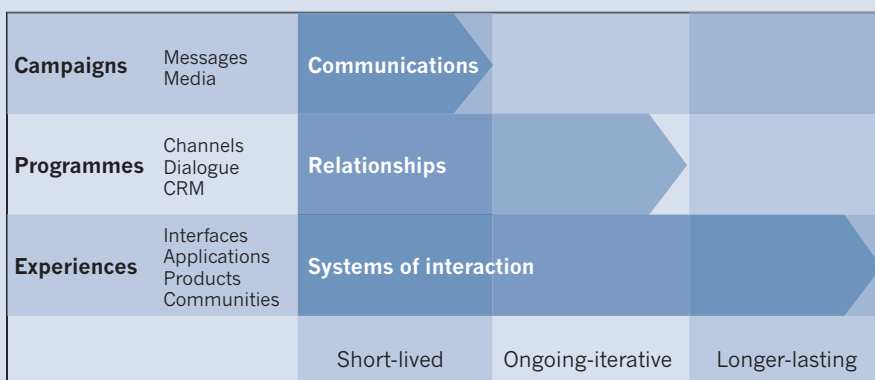 Campaigns
Messages
Media
Communications
Programmes
Channels
Dialogue
CRM
Relationships
Experiences
Interfaces
Applications
Products
Communities
Systems of interaction
Short-lived
Ongoing-iterative
Longer-lasting